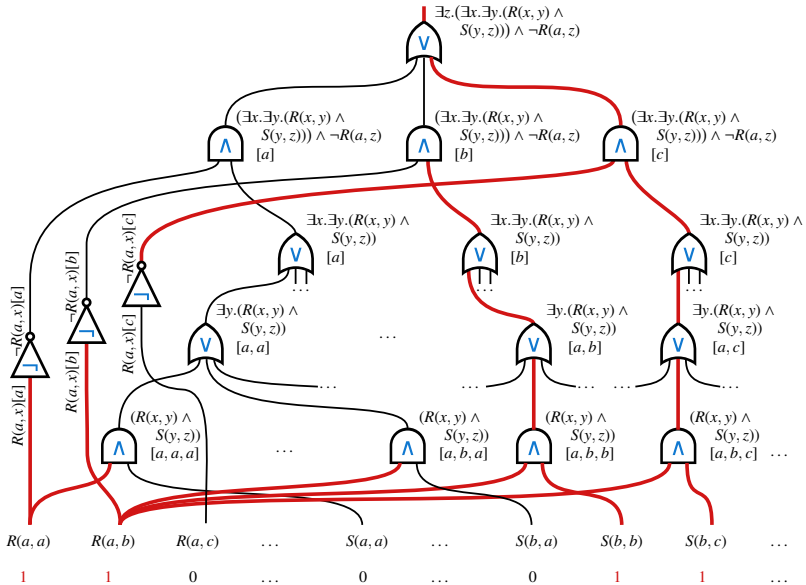 ∃z.(∃x.∃y.(R(x, y) ∧
S(y, z))) ∧ ¬R(a, z)
∨
(∃x.∃y.(R(x, y) ∧
S(y, z))) ∧ ¬R(a, z)
[a]
∧
(∃x.∃y.(R(x, y) ∧
S(y, z))) ∧ ¬R(a, z)
[b]
∧
(∃x.∃y.(R(x, y) ∧
S(y, z))) ∧ ¬R(a, z)
[c]
∧
¬R(a, x)[a]
¬R(a, x)[b]
¬R(a, x)[c]
∃x.∃y.(R(x, y) ∧
S(y, z))
[a]
∨
...
∃x.∃y.(R(x, y) ∧
S(y, z))
[b]
∨
...
∃x.∃y.(R(x, y) ∧
S(y, z))
[c]
∨
...
¬
¬
¬
R(a, x)[a]
R(a, x)[b]
R(a, x)[c]
∃y.(R(x, y) ∧
S(y, z))
[a, a]
∨
...
∃y.(R(x, y) ∧
S(y, z))
[a, b]
∨
∃y.(R(x, y) ∧
S(y, z))
[a, c]
∨
... ... ... ...
(R(x, y) ∧
S(y, z))
[a, a, a]
∧
...
(R(x, y) ∧
S(y, z))
[a, b, a]
∧
(R(x, y) ∧
S(y, z))
[a, b, b]
∧
(R(x, y) ∧
S(y, z))
[a, b, c]
∧
...
R(a, a) R(a, b) R(a, c) ... S(a, a) ... S(b, a) S(b, b) S(b, c) ...
1 1 0 ... 0 ... 0 1 1 ...